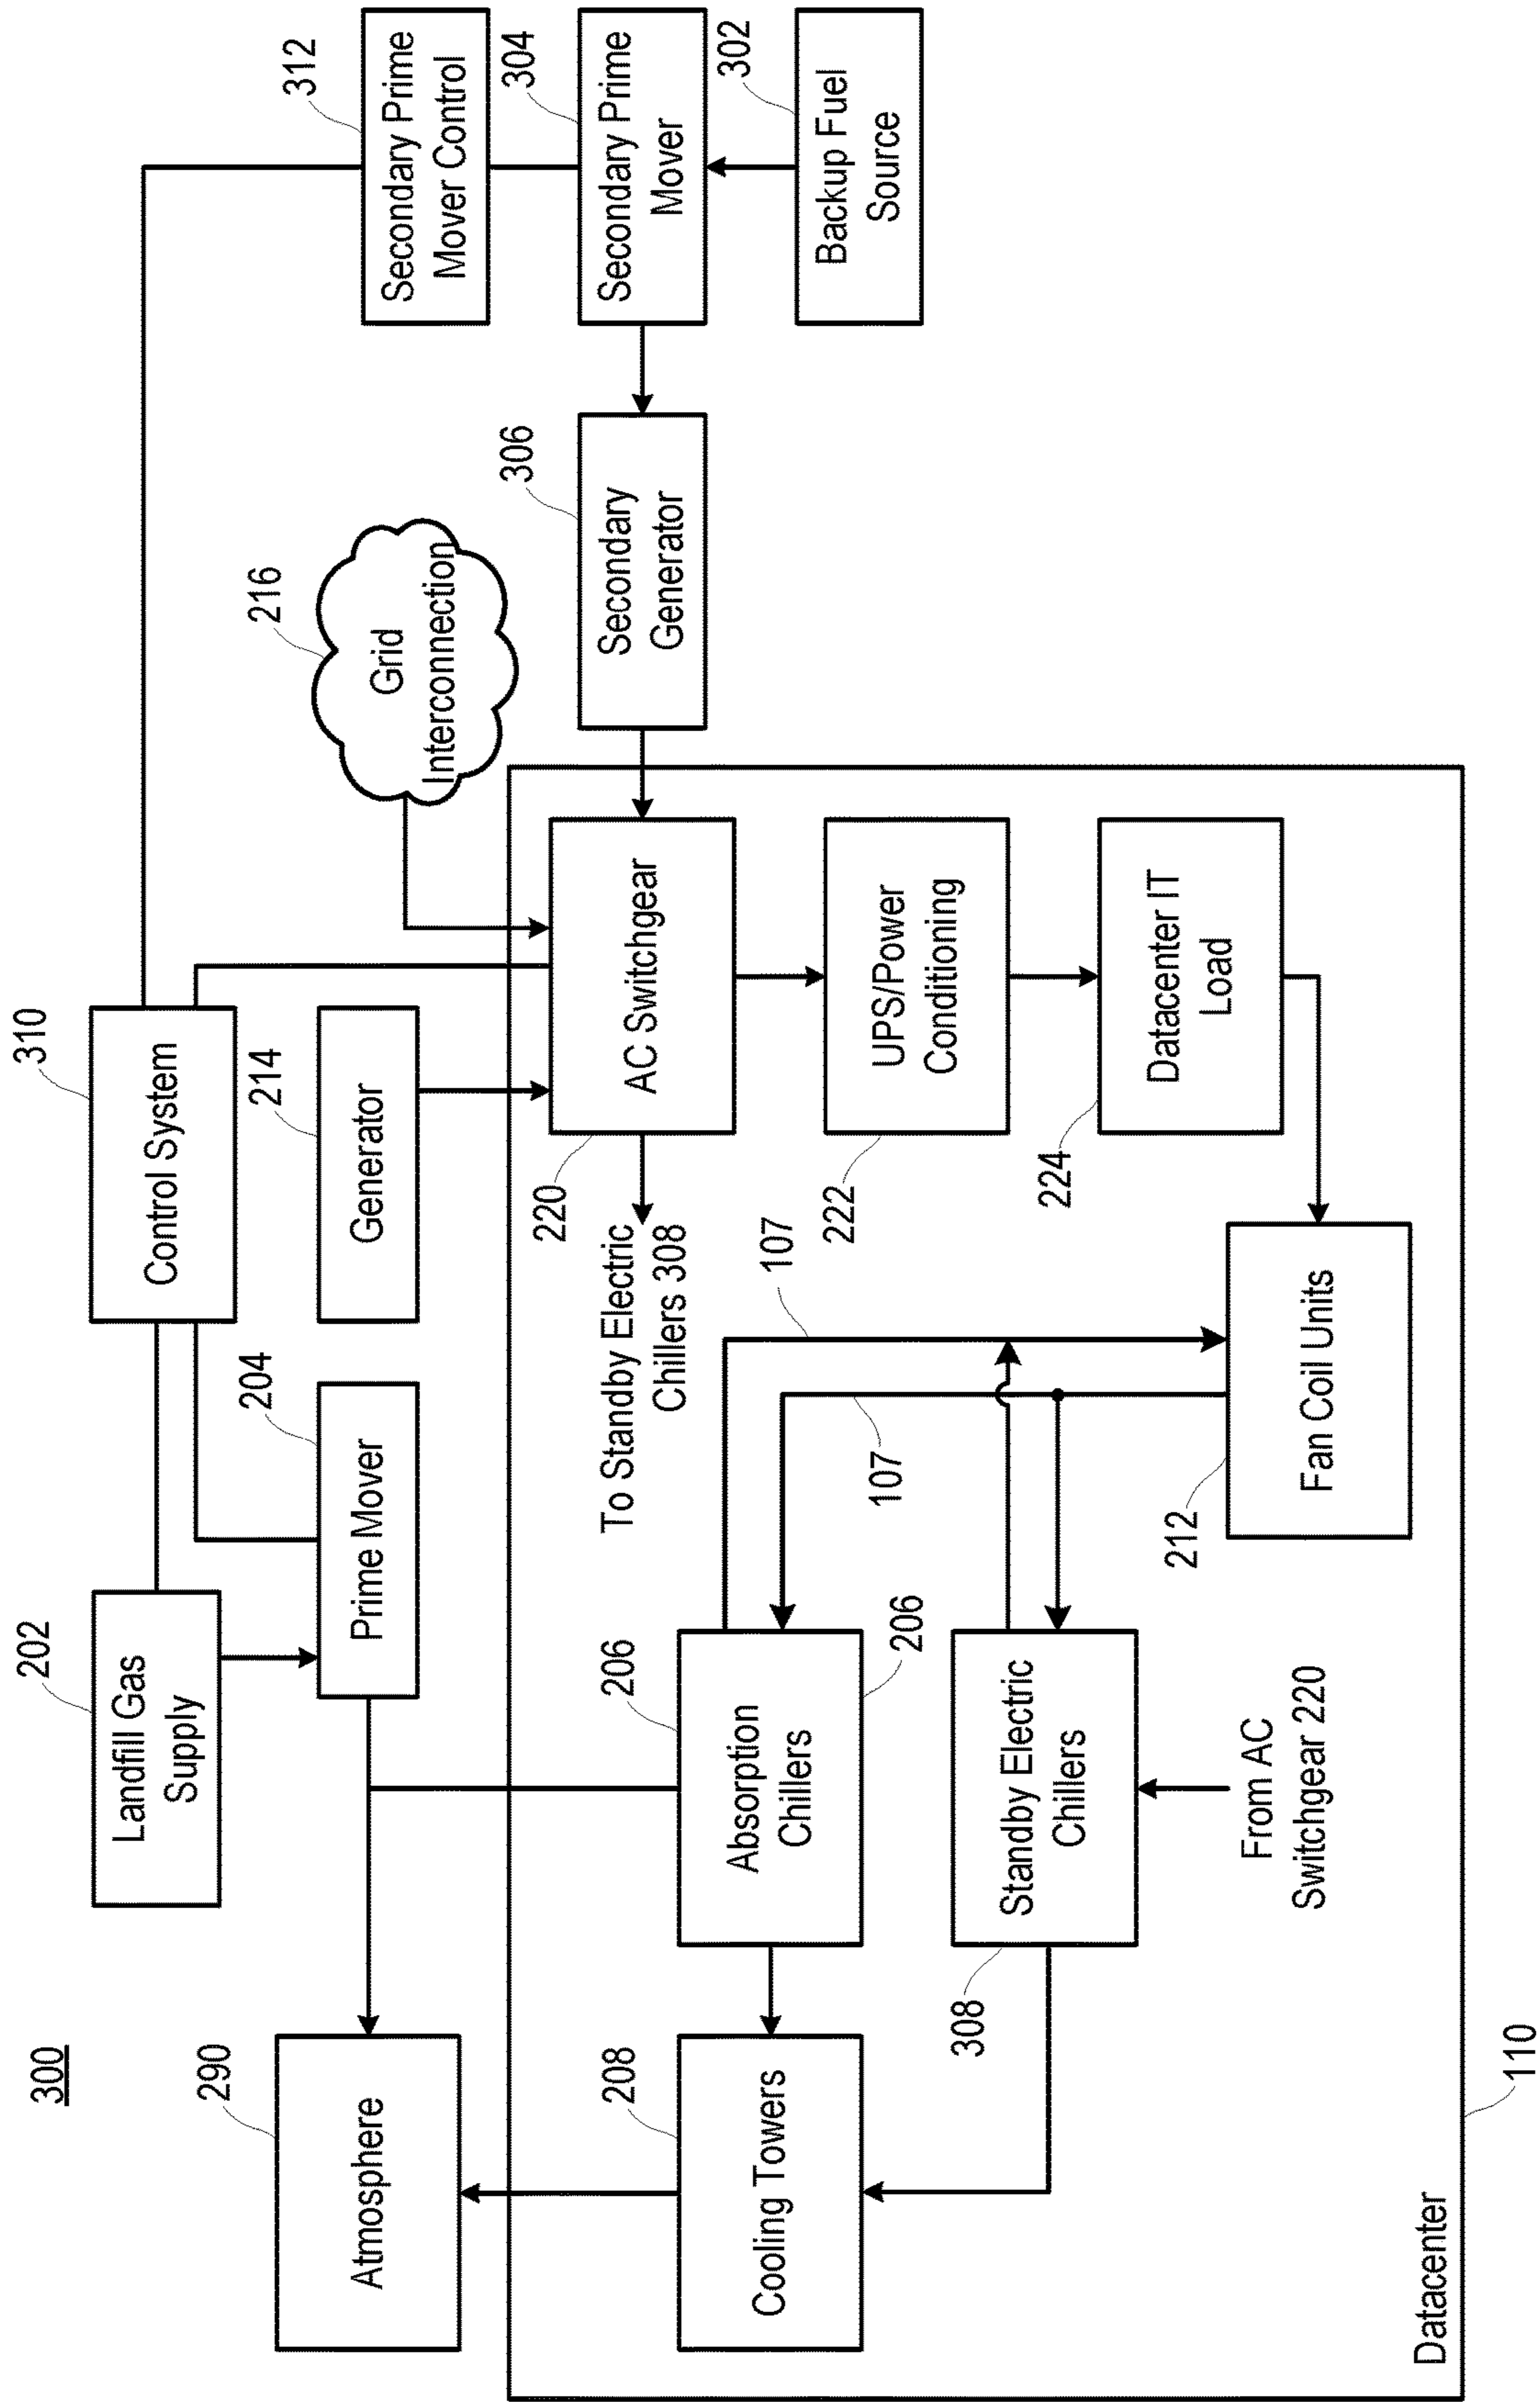 300
290
Atmosphere
202
Landfill Gas
Supply
204
Prime Mover
310
Control System
214
Generator
216
Grid
Interconnection
312
Secondary Prime
Mover Control
304
Secondary Prime
Mover
302
Backup Fuel
Source
306
Secondary
Generator
208
Cooling Towers
206
Absorption
Chillers
206
308
Standby Electric
Chillers
From AC
Switchgear 220
To Standby Electric
Chillers 308
220
AC Switchgear
107
107
222
UPS/Power
Conditioning
224
Datacenter IT
Load
212
Fan Coil Units
Datacenter
110